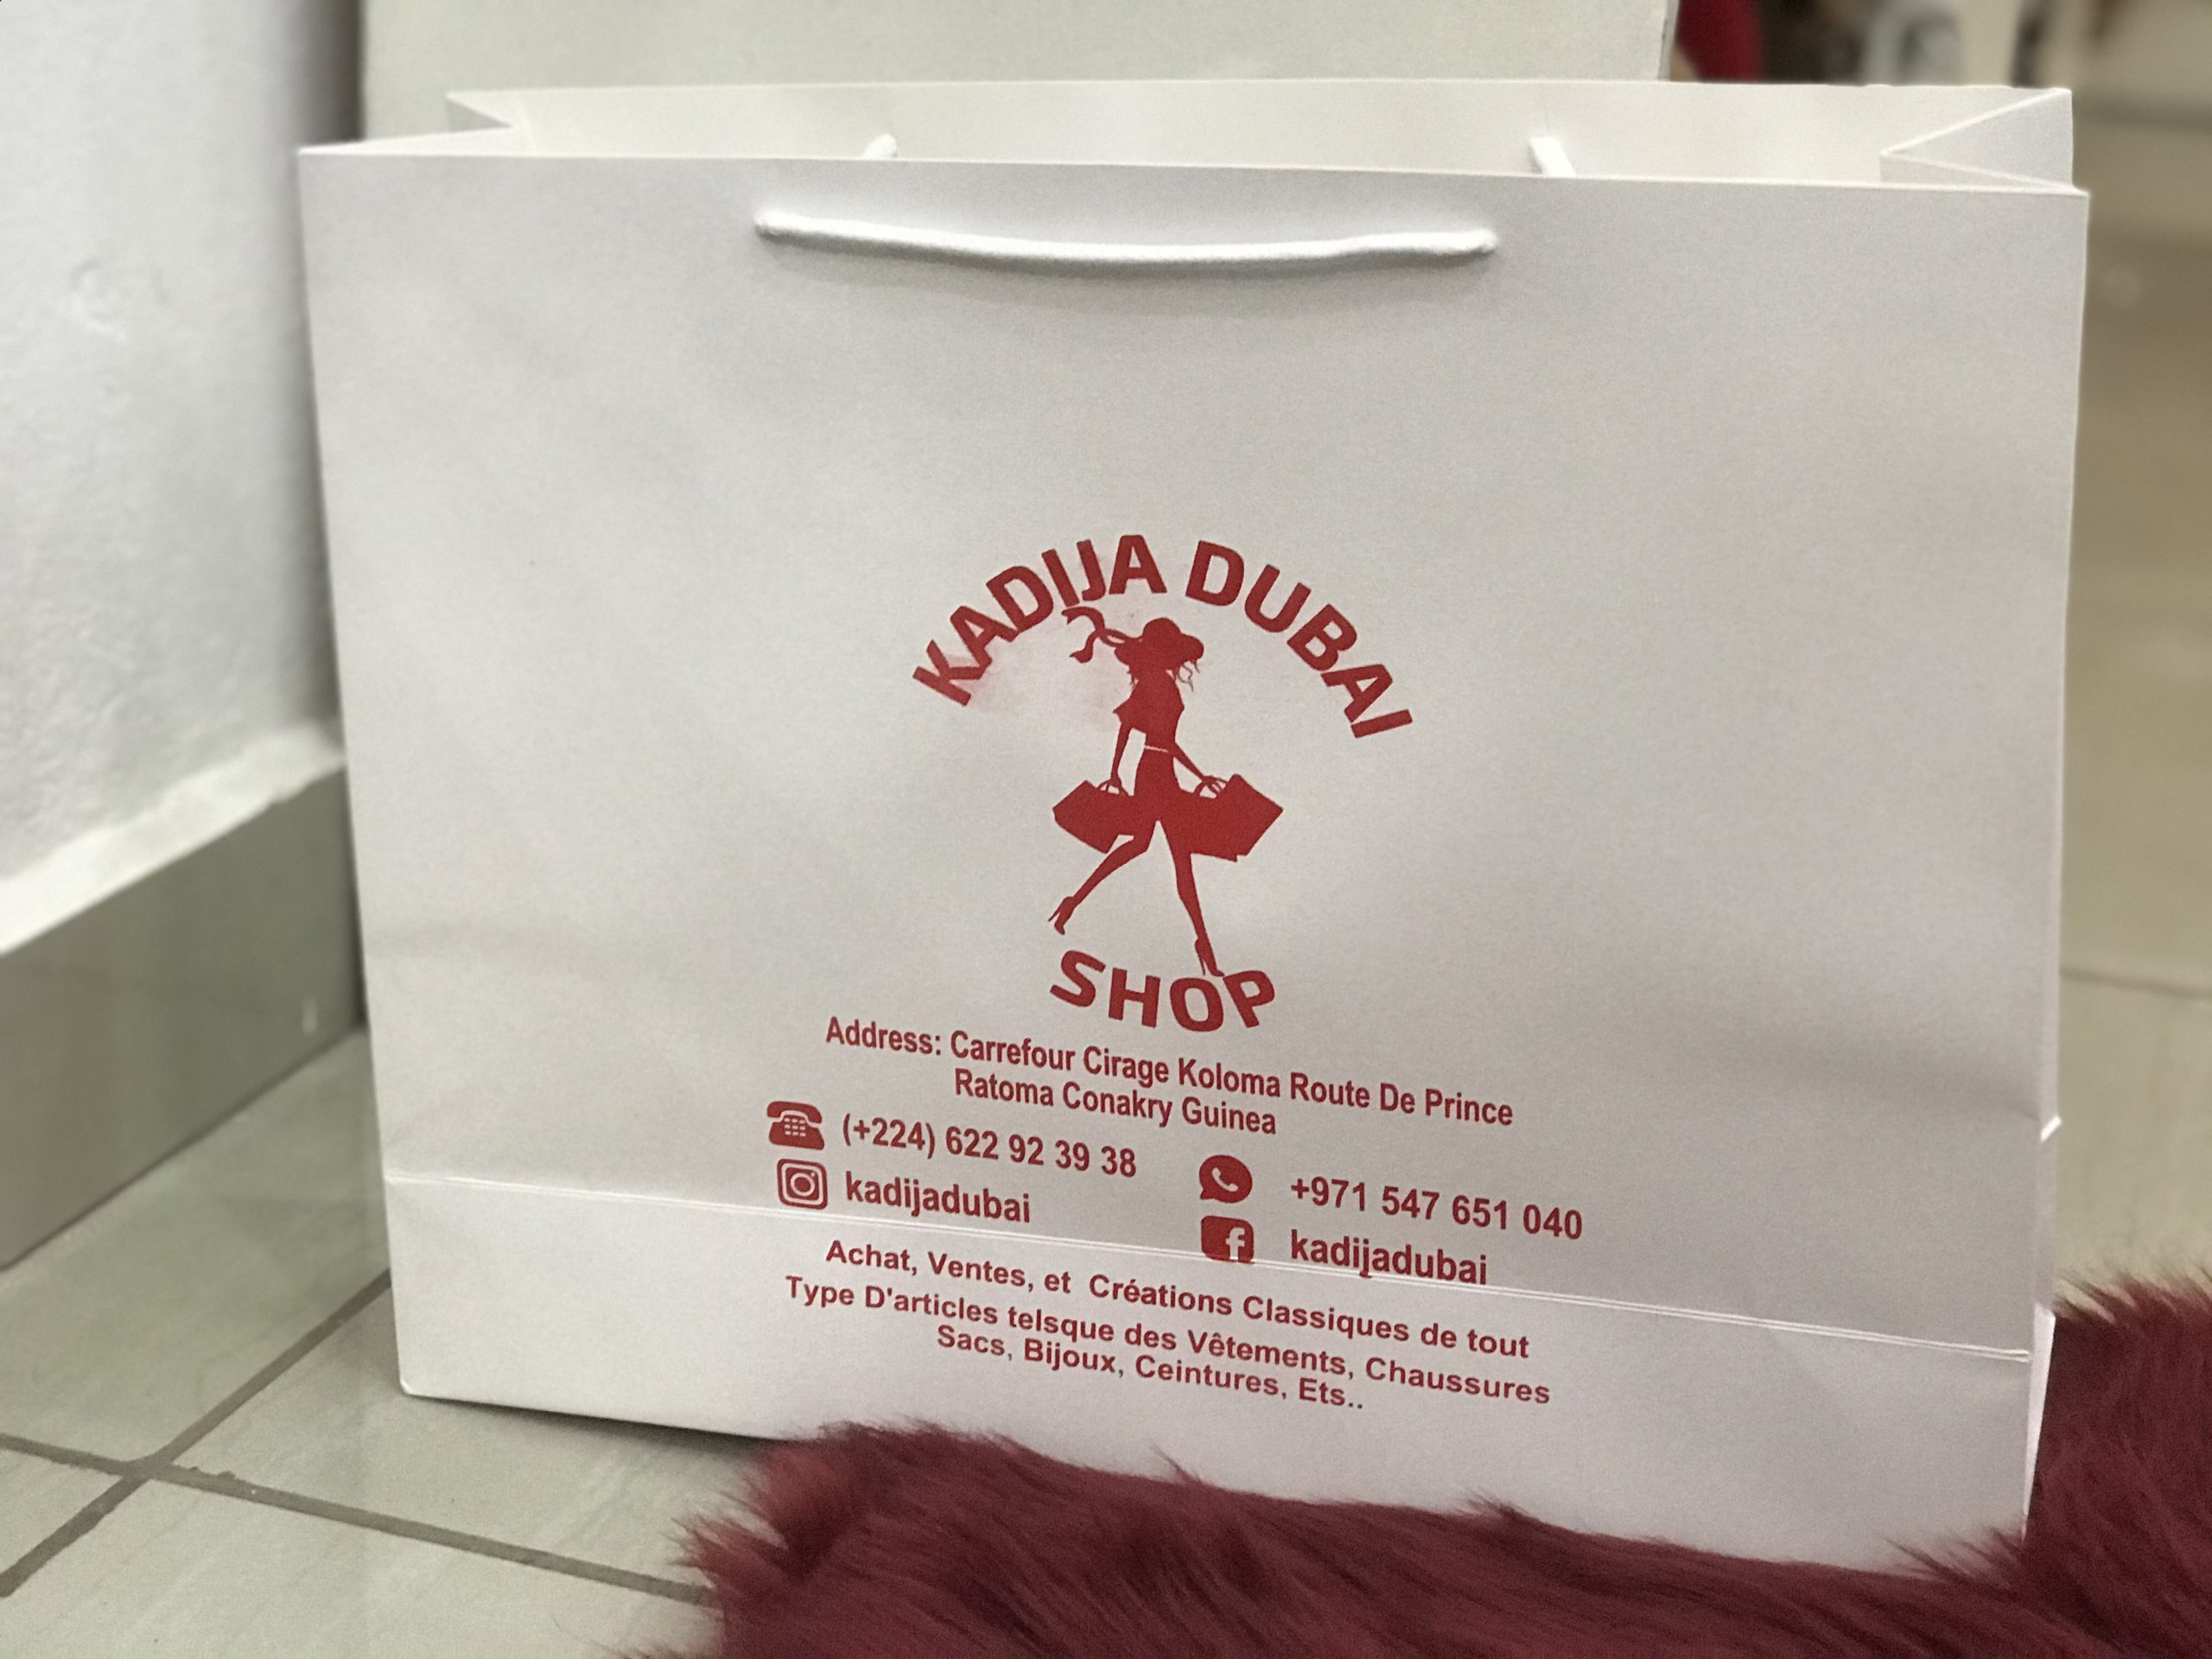 KADIJA DUBAI
SHOP
Address: Carrefour Cirage Koloma Route De Prince
Ratoma Conakry Guinea
(+224) 622 92 39 38
+971 547 651 040
kadijadubai
kadijadubai
Achat, Ventes, et Créations Classiques de tout
Type D'articles telsque des Vêtements, Chaussures
Sacs, Bijoux, Ceintures, Ets..